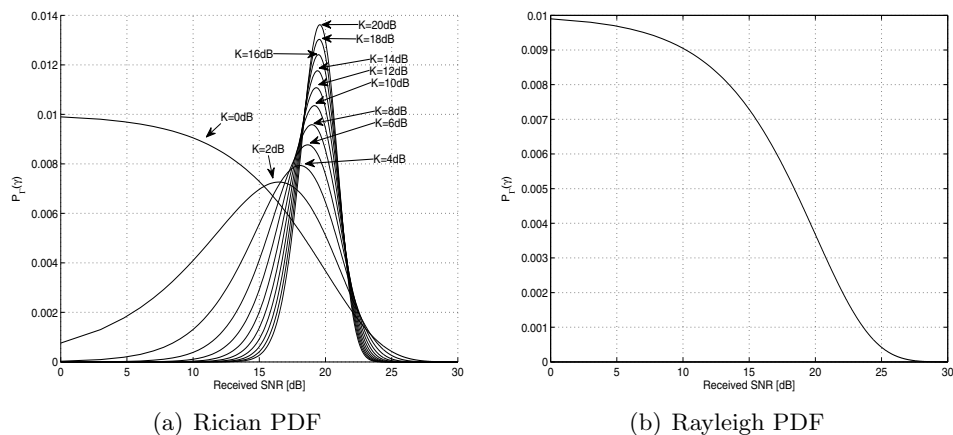 0.014
0.012
0.01
0.008
0.006
0.004
0.002
0
P_Γ(γ)
K=20dB
K=18dB
K=16dB
K=14dB
K=12dB
K=10dB
K=8dB
K=6dB
K=4dB
K=0dB
K=2dB
0 5 10 15 20 25 30
Received SNR [dB]
(a) Rician PDF
0.01
0.009
0.008
0.007
0.006
0.005
0.004
0.003
0.002
0.001
0
P_Γ(γ)
0 5 10 15 20 25 30
Received SNR [dB]
(b) Rayleigh PDF